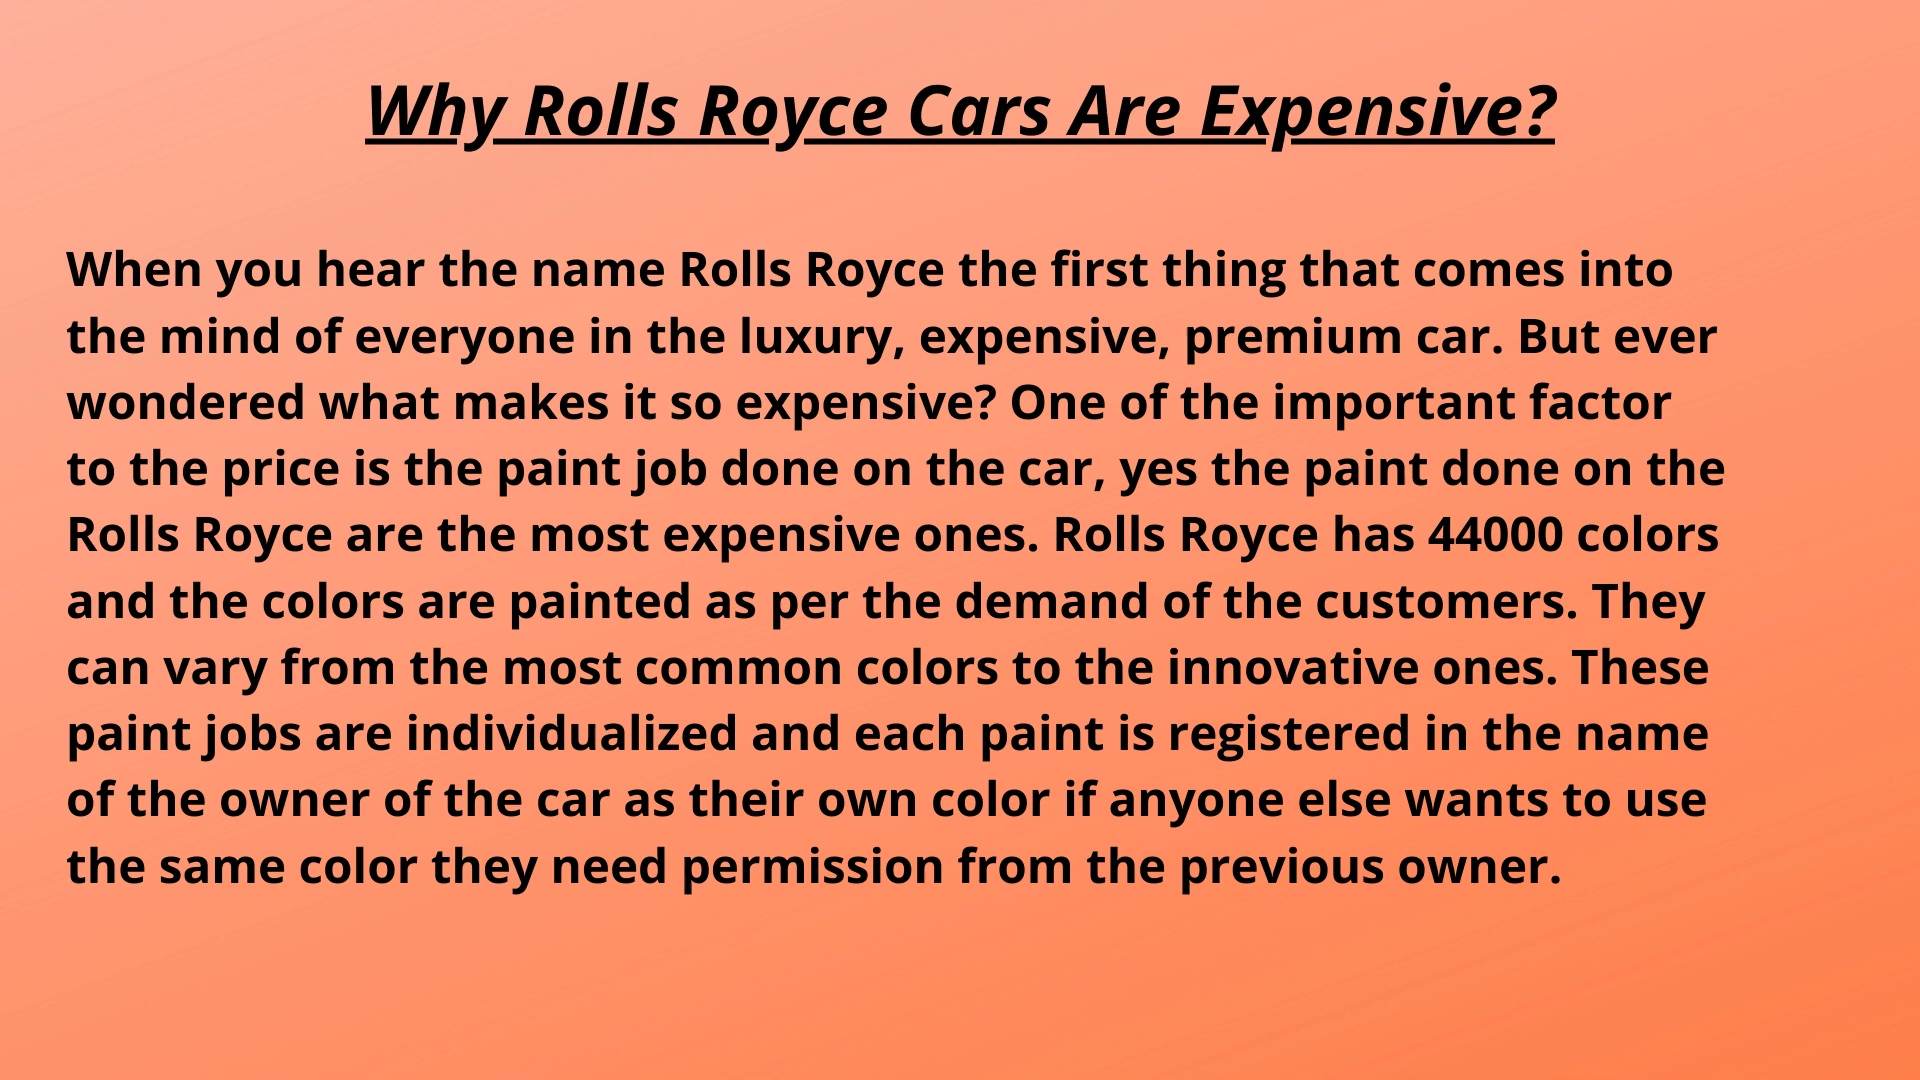 Why Rolls Royce Cars Are Expensive?
When you hear the name Rolls Royce the first thing that comes into
the mind of everyone in the luxury, expensive, premium car. But ever
wondered what makes it so expensive? One of the important factor
to the price is the paint job done on the car, yes the paint done on the
Rolls Royce are the most expensive ones. Rolls Royce has 44000 colors
and the colors are painted as per the demand of the customers. They
can vary from the most common colors to the innovative ones. These
paint jobs are individualized and each paint is registered in the name
of the owner of the car as their own color if anyone else wants to use
the same color they need permission from the previous owner.